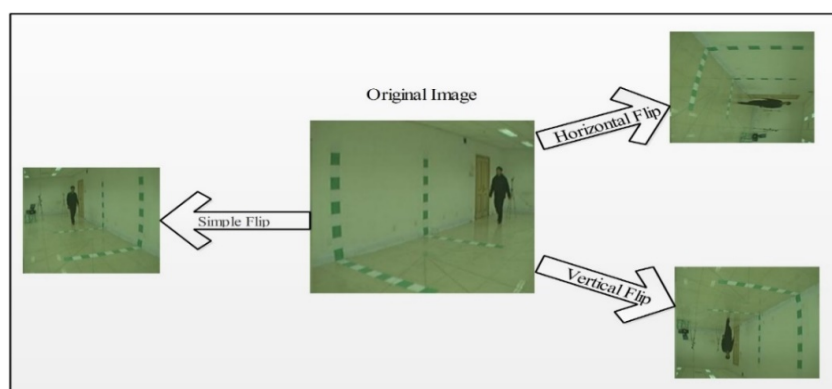 Original Image
Horizontal Flip
Simple Flip
Vertical Flip